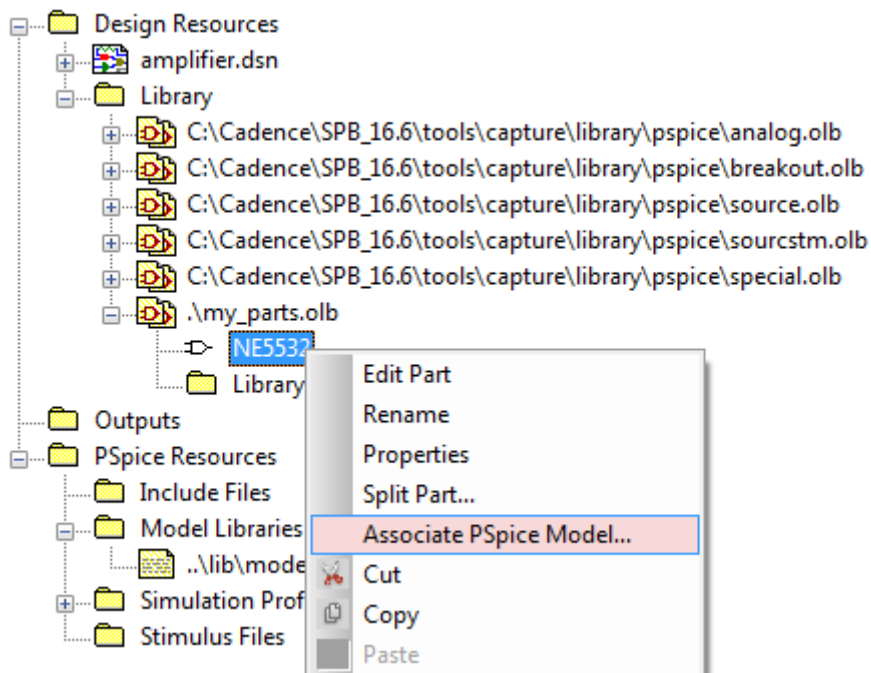 Design Resources
amplifier.dsn
Library
C:\Cadence\SPB_16.6\tools\capture\library\pspice\analog.olb
C:\Cadence\SPB_16.6\tools\capture\library\pspice\breakout.olb
C:\Cadence\SPB_16.6\tools\capture\library\pspice\source.olb
C:\Cadence\SPB_16.6\tools\capture\library\pspice\sourcstm.olb
C:\Cadence\SPB_16.6\tools\capture\library\pspice\special.olb
.\my_parts.olb
NE5532
Library
Outputs
PSpice Resources
Include Files
Model Libraries
..\lib\mode
Simulation Prof
Stimulus Files
Edit Part
Rename
Properties
Split Part...
Associate PSpice Model...
Cut
Copy
Paste